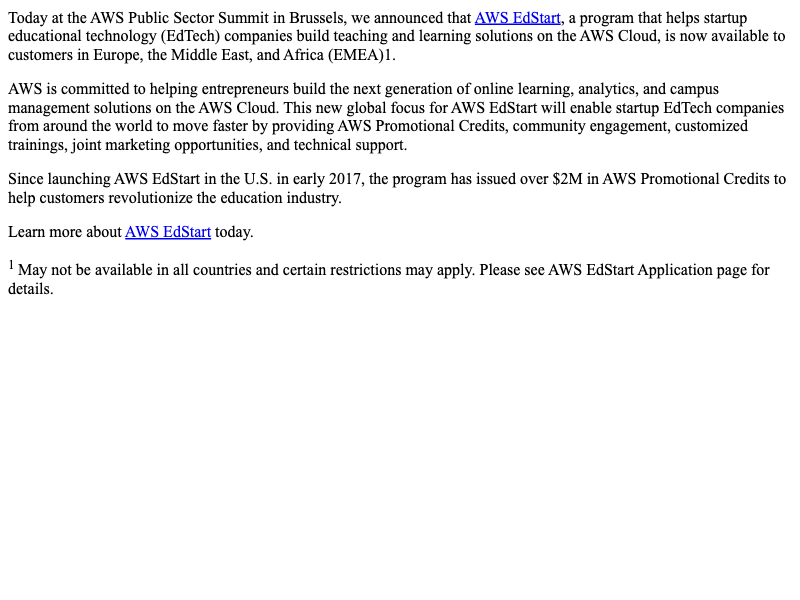 Today at the AWS Public Sector Summit in Brussels, we announced that AWS EdStart, a program that helps startup
educational technology (EdTech) companies build teaching and learning solutions on the AWS Cloud, is now available to
customers in Europe, the Middle East, and Africa (EMEA)1.
AWS is committed to helping entrepreneurs build the next generation of online learning, analytics, and campus
management solutions on the AWS Cloud. This new global focus for AWS EdStart will enable startup EdTech companies
from around the world to move faster by providing AWS Promotional Credits, community engagement, customized
trainings, joint marketing opportunities, and technical support.
Since launching AWS EdStart in the U.S. in early 2017, the program has issued over $2M in AWS Promotional Credits to
help customers revolutionize the education industry.
Learn more about AWS EdStart today.
1 May not be available in all countries and certain restrictions may apply. Please see AWS EdStart Application page for
details.